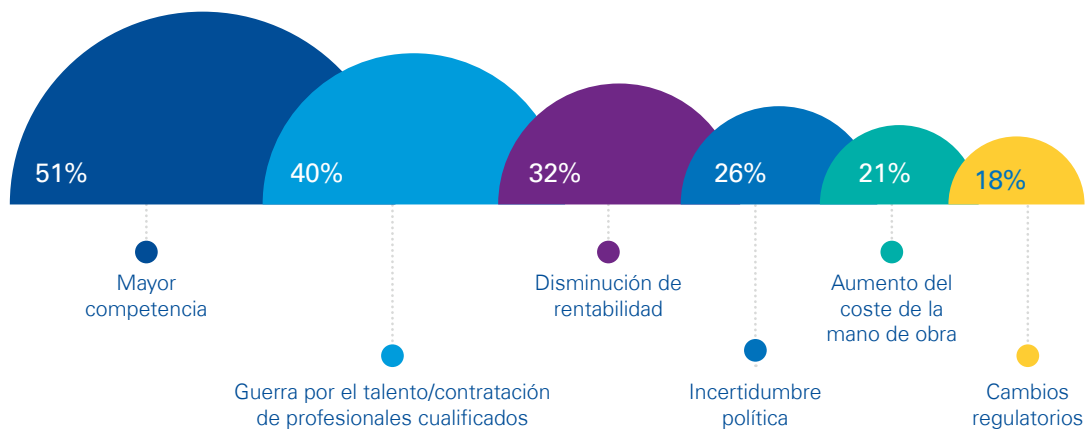 51%
40%
32%
26%
21%
18%
Mayor
competencia
Disminución de
rentabilidad
Aumento del
coste de la
mano de obra
Guerra por el talento/contratación
de profesionales cualificados
Incertidumbre
política
Cambios
regulatorios